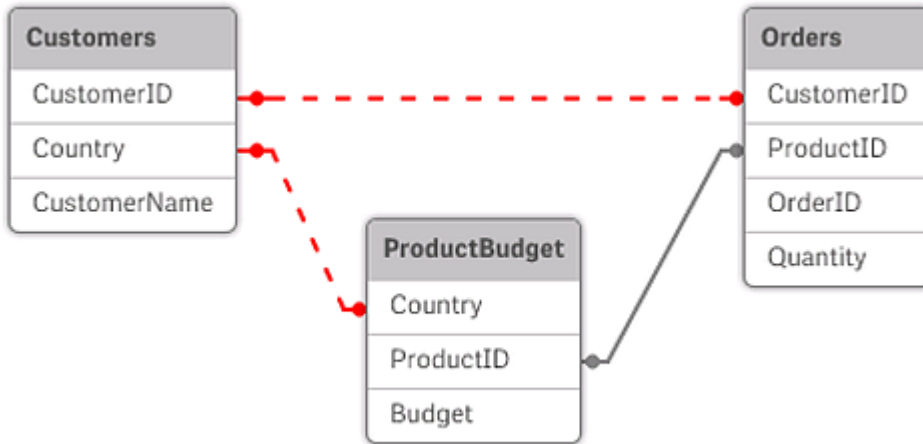 Customers
CustomerID
Country
CustomerName
Orders
CustomerID
ProductID
OrderID
Quantity
ProductBudget
Country
ProductID
Budget